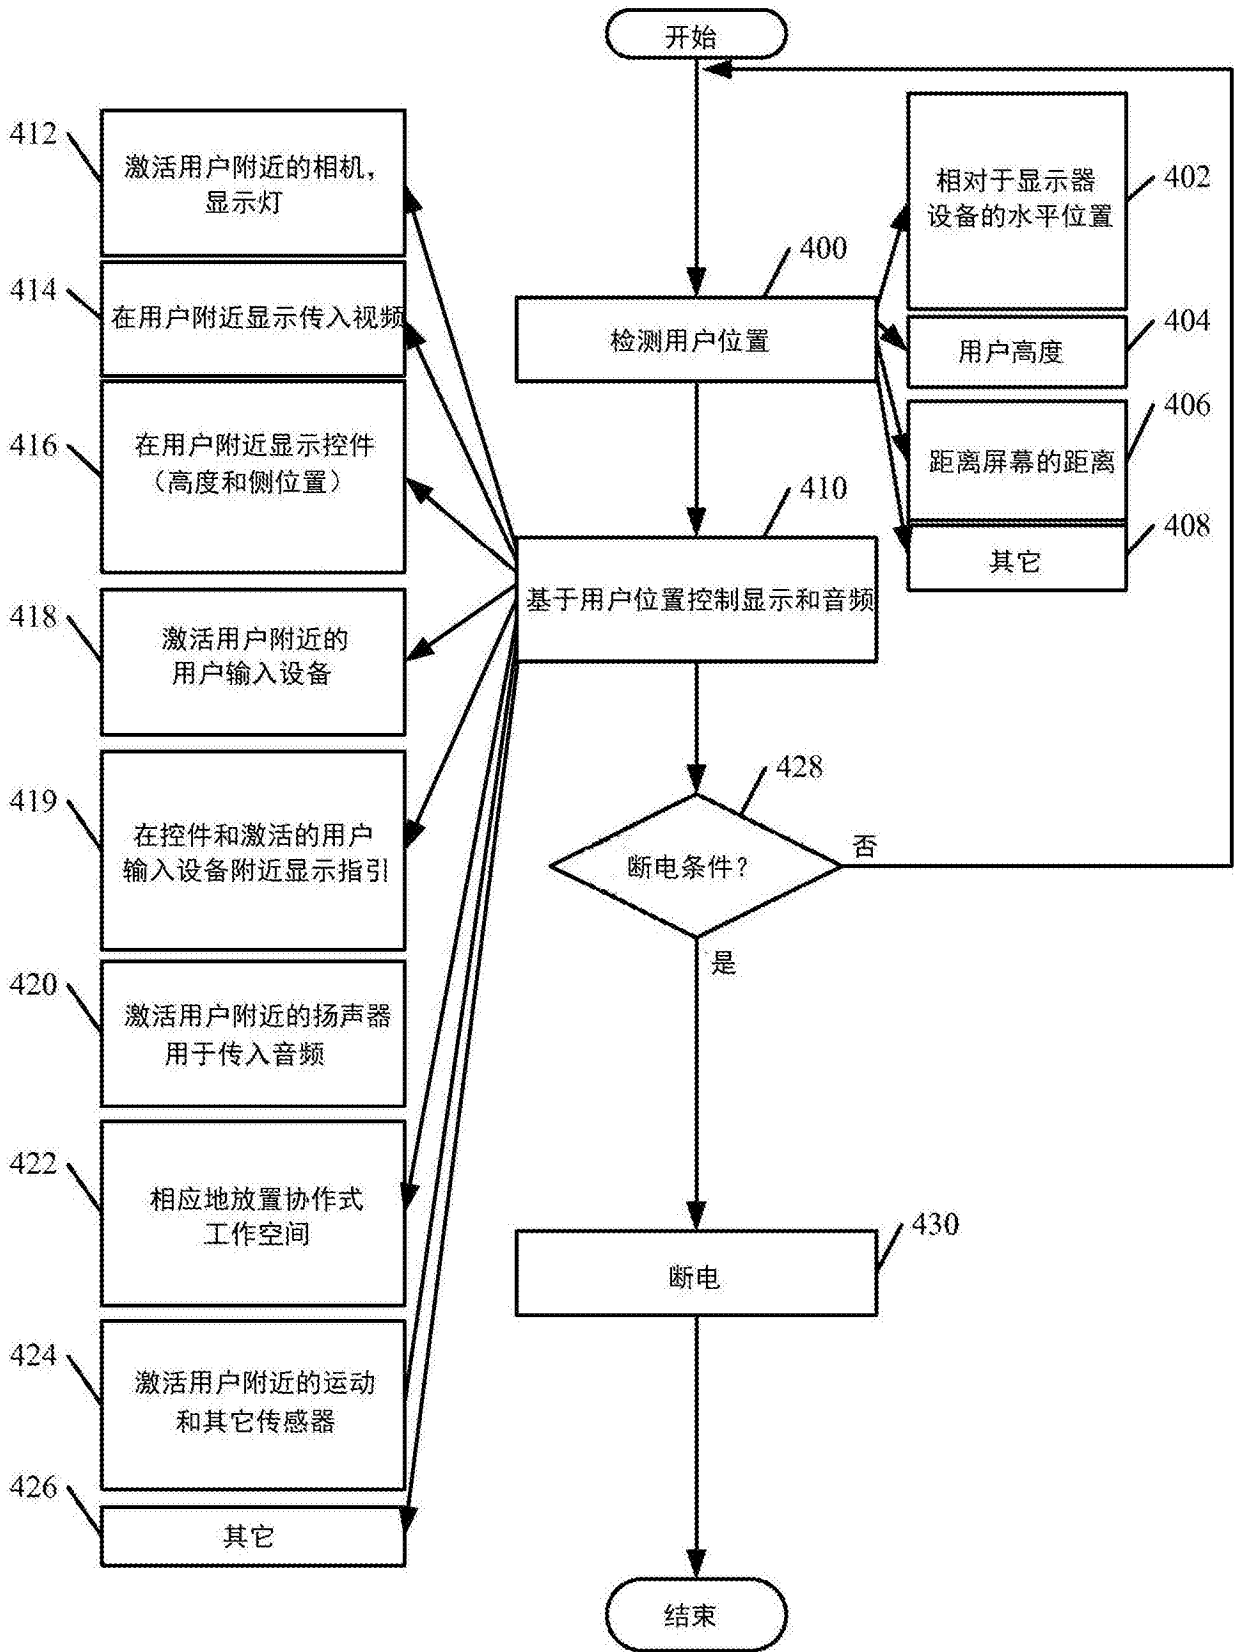 开始
412
激活用户附近的相机，
显示灯
414
在用户附近显示传入视频
416
在用户附近显示控件
（高度和侧位置）
418
激活用户附近的
用户输入设备
419
在控件和激活的用户
输入设备附近显示指引
420
激活用户附近的扬声器
用于传入音频
422
相应地放置协作式
工作空间
424
激活用户附近的运动
和其它传感器
426
其它
400
检测用户位置
402
相对于显示器
设备的水平位置
404
用户高度
406
距离屏幕的距离
408
其它
410
基于用户位置控制显示和音频
428
断电条件？
否
是
430
断电
结束